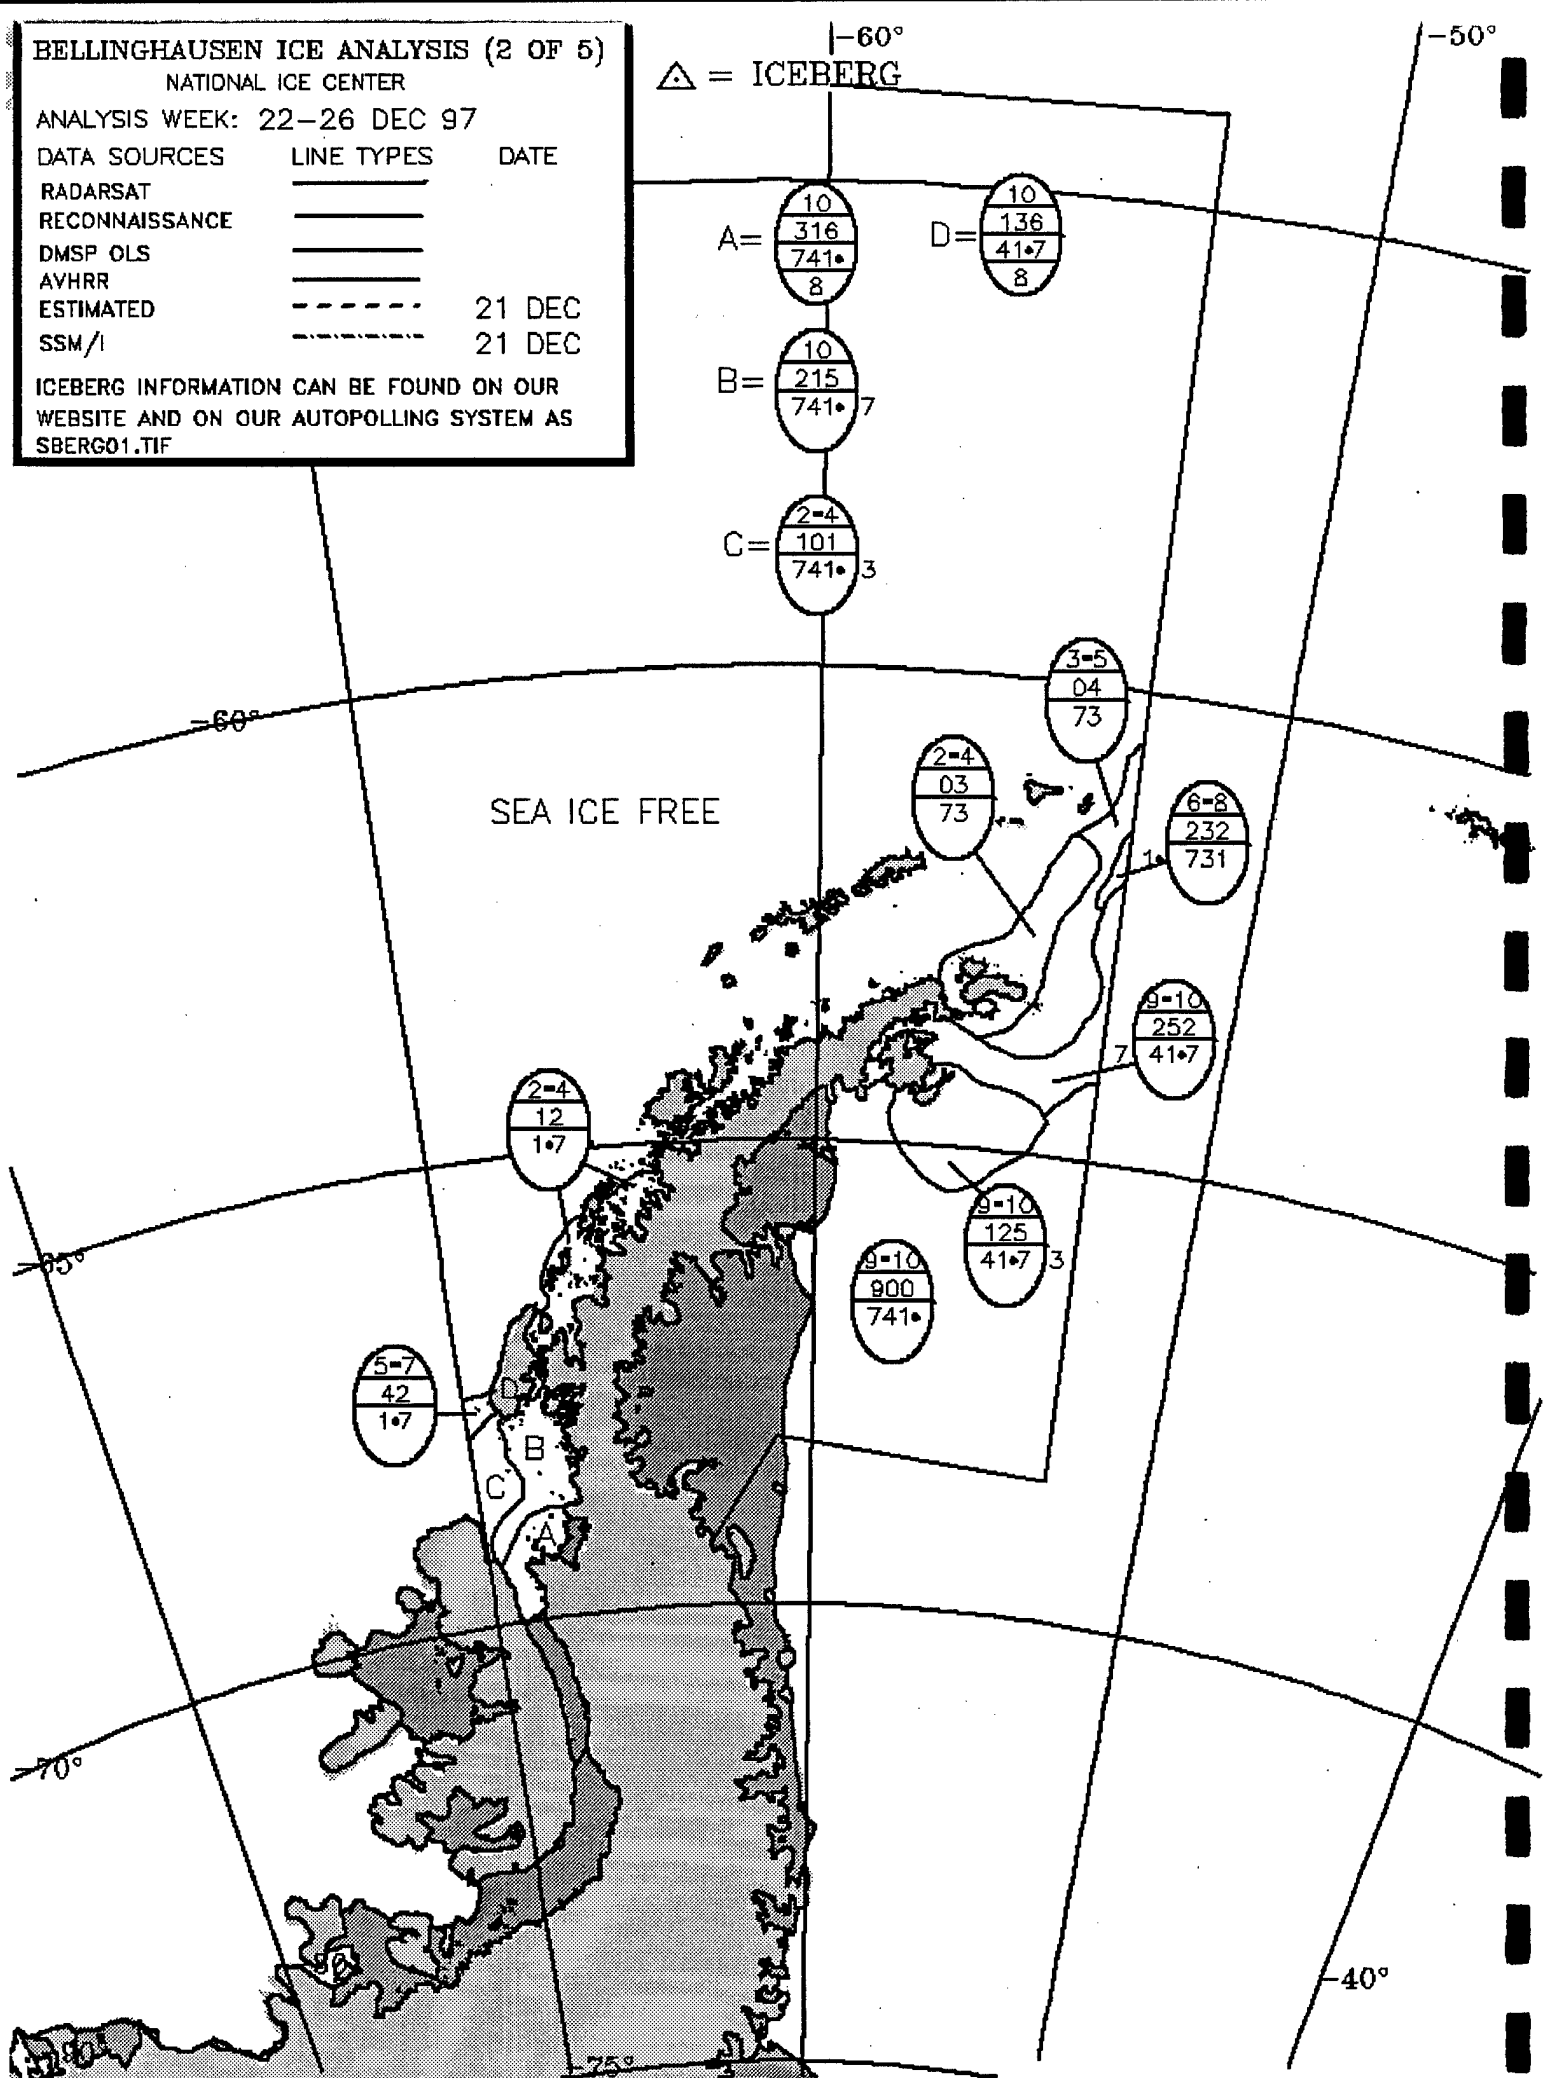 BELLINGHAUSEN ICE ANALYSIS (2 OF 5)
NATIONAL ICE CENTER
ANALYSIS WEEK: 22-26 DEC 97
DATA SOURCES LINE TYPES DATE
RADARSAT
RECONNAISSANCE
DMSP OLS
AVHRR
ESTIMATED 21 DEC
SSM/I 21 DEC
ICEBERG INFORMATION CAN BE FOUND ON OUR
WEBSITE AND ON OUR AUTOPOLLING SYSTEM AS
SBERG01.TIF
-60°
-50°
= ICEBERG
A=
10
316
741•
8
D=
10
136
41•7
8
B=
10
215
741• 7
C=
2-4
101
741• 3
3-5
04
73
-60°
2-4
03
73
SEA ICE FREE
6-8
232
731
1•
9-10
252
41•7
7
2-4
12
1•7
9-10
125
41•7 3
-65°
9-10
900
741•
D
5-7
42
1•7
D
B
C
A
-70°
-40°
-75°